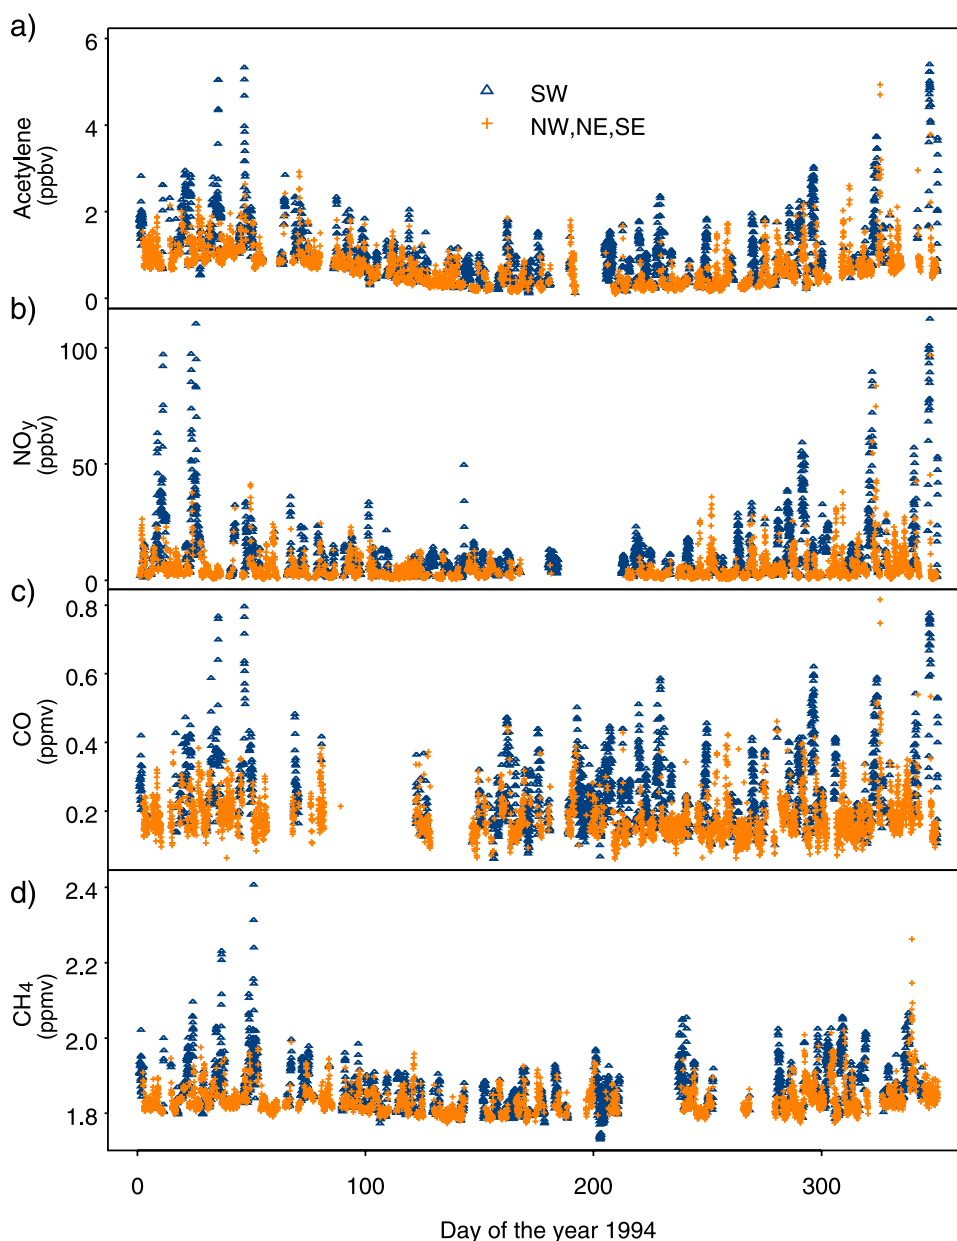 a)
6
4
2
0
Acetylene
(ppbv)
SW
NW,NE,SE
b)
100
50
0
NOy
(ppbv)
c)
0.8
0.6
0.4
0.2
CO
(ppmv)
d)
2.4
2.2
2.0
1.8
CH4
(ppmv)
0 100 200 300
Day of the year 1994